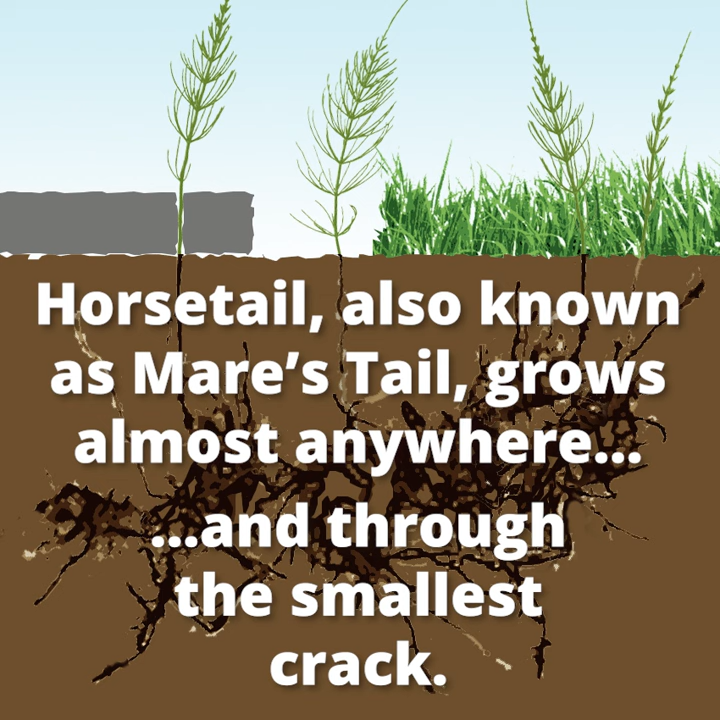 Horsetail, also known
as Mare’s Tail, grows
almost anywhere...
...and through
the smallest
crack.